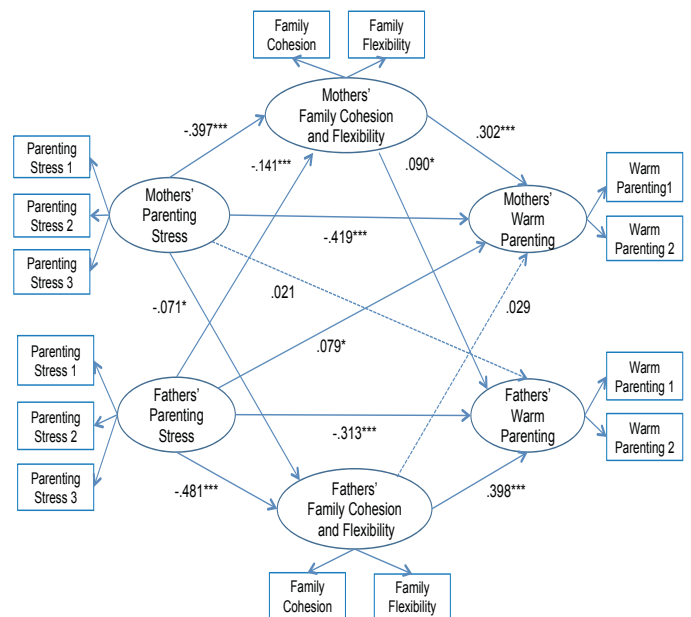 Family
Cohesion
Family
Flexibility
Mothers'
Family Cohesion
and Flexibility
-.397***
-.141***
.302***
.090*
Parenting
Stress 1
Parenting
Stress 2
Parenting
Stress 3
Mothers'
Parenting
Stress
-.419***
Mothers'
Warm
Parenting
Warm
Parenting1
Warm
Parenting 2
-.071*
.021
.079*
.029
Parenting
Stress 1
Parenting
Stress 2
Parenting
Stress 3
Fathers'
Parenting
Stress
-.313***
Fathers'
Warm
Parenting
Warm
Parenting 1
Warm
Parenting 2
-.481***
.398***
Fathers'
Family Cohesion
and Flexibility
Family
Cohesion
Family
Flexibility